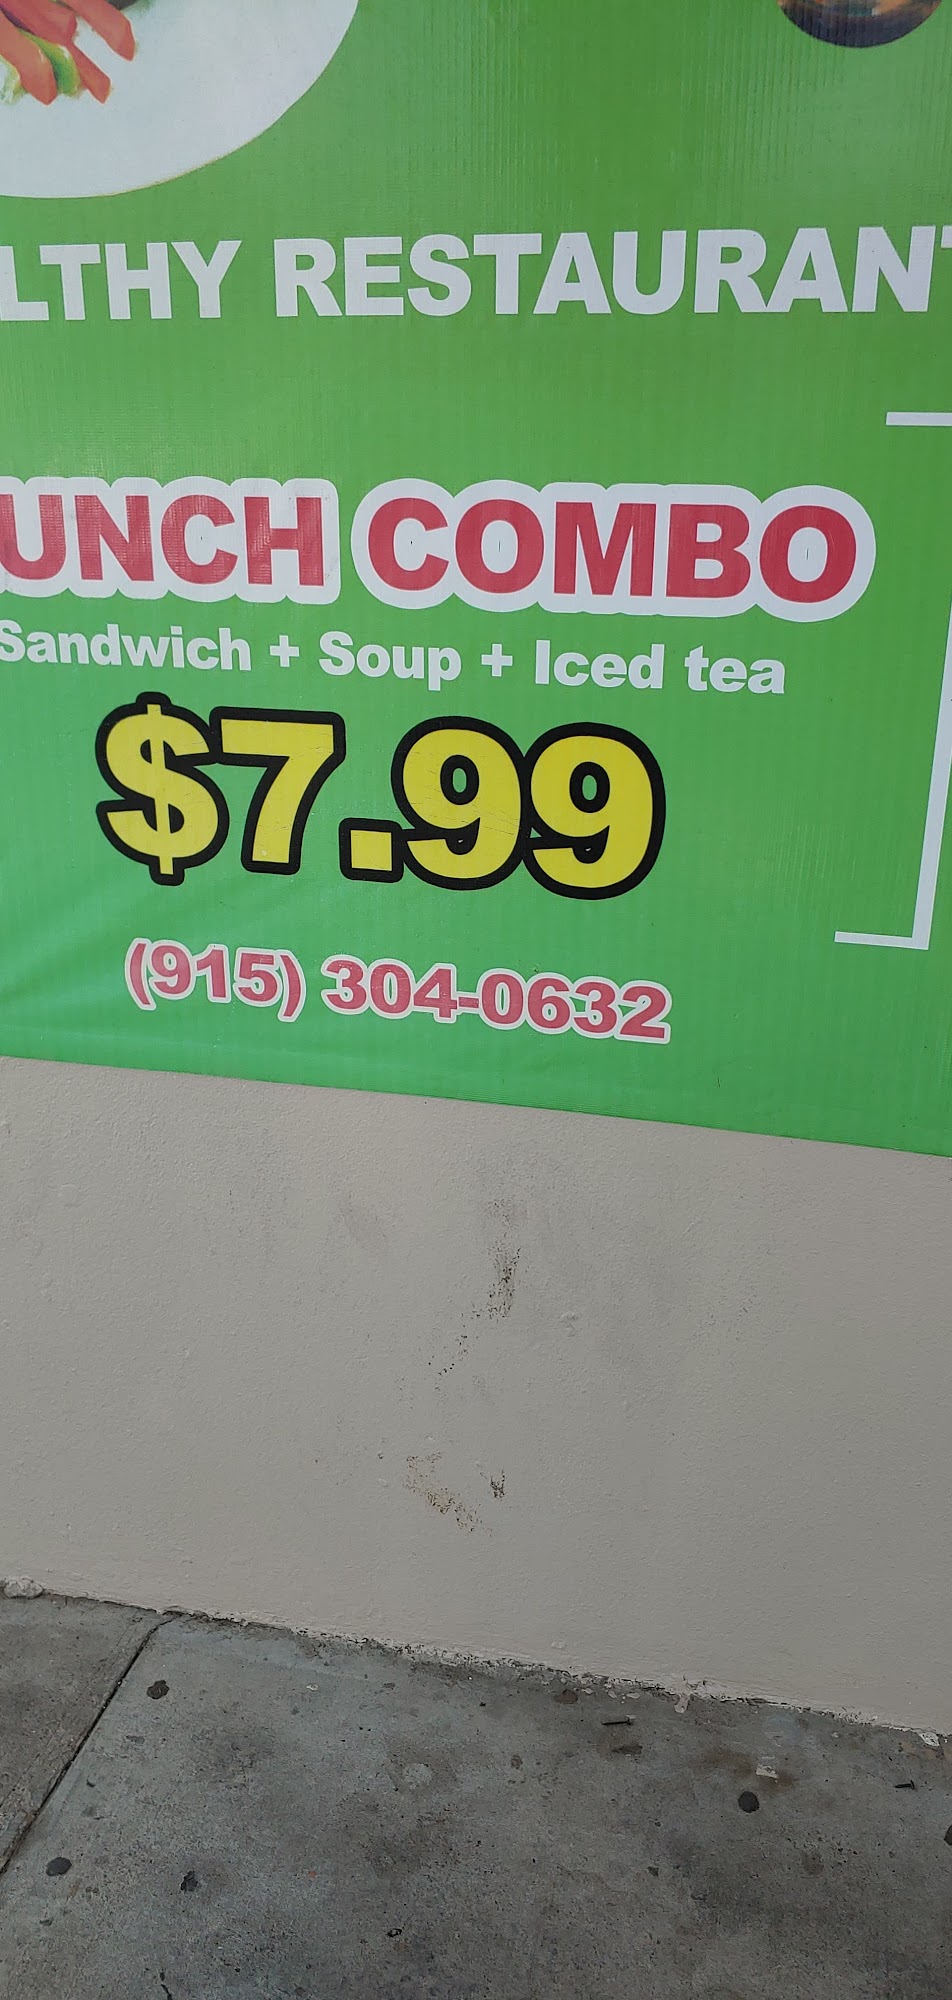 LTHY RESTAURANT
UNCH COMBO
Sandwich + Soup + Iced tea
$7.99
(915) 304-0632